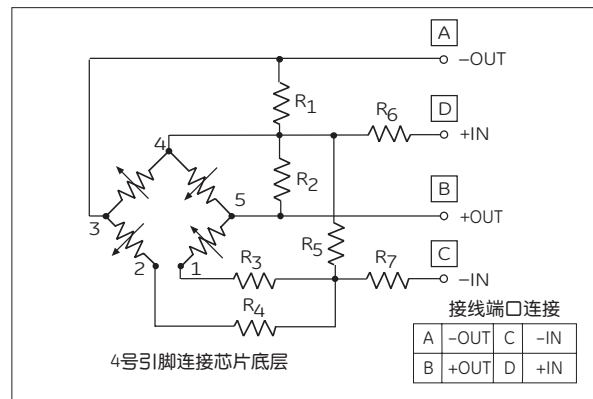 A
–OUT
R1
D
R6
+IN
4
R2
B
5
+OUT
3
R5
C
2
1
R3
R7
–IN
R4
接线端口连接
4号引脚连接芯片底层
A –OUT C –IN
B +OUT D +IN